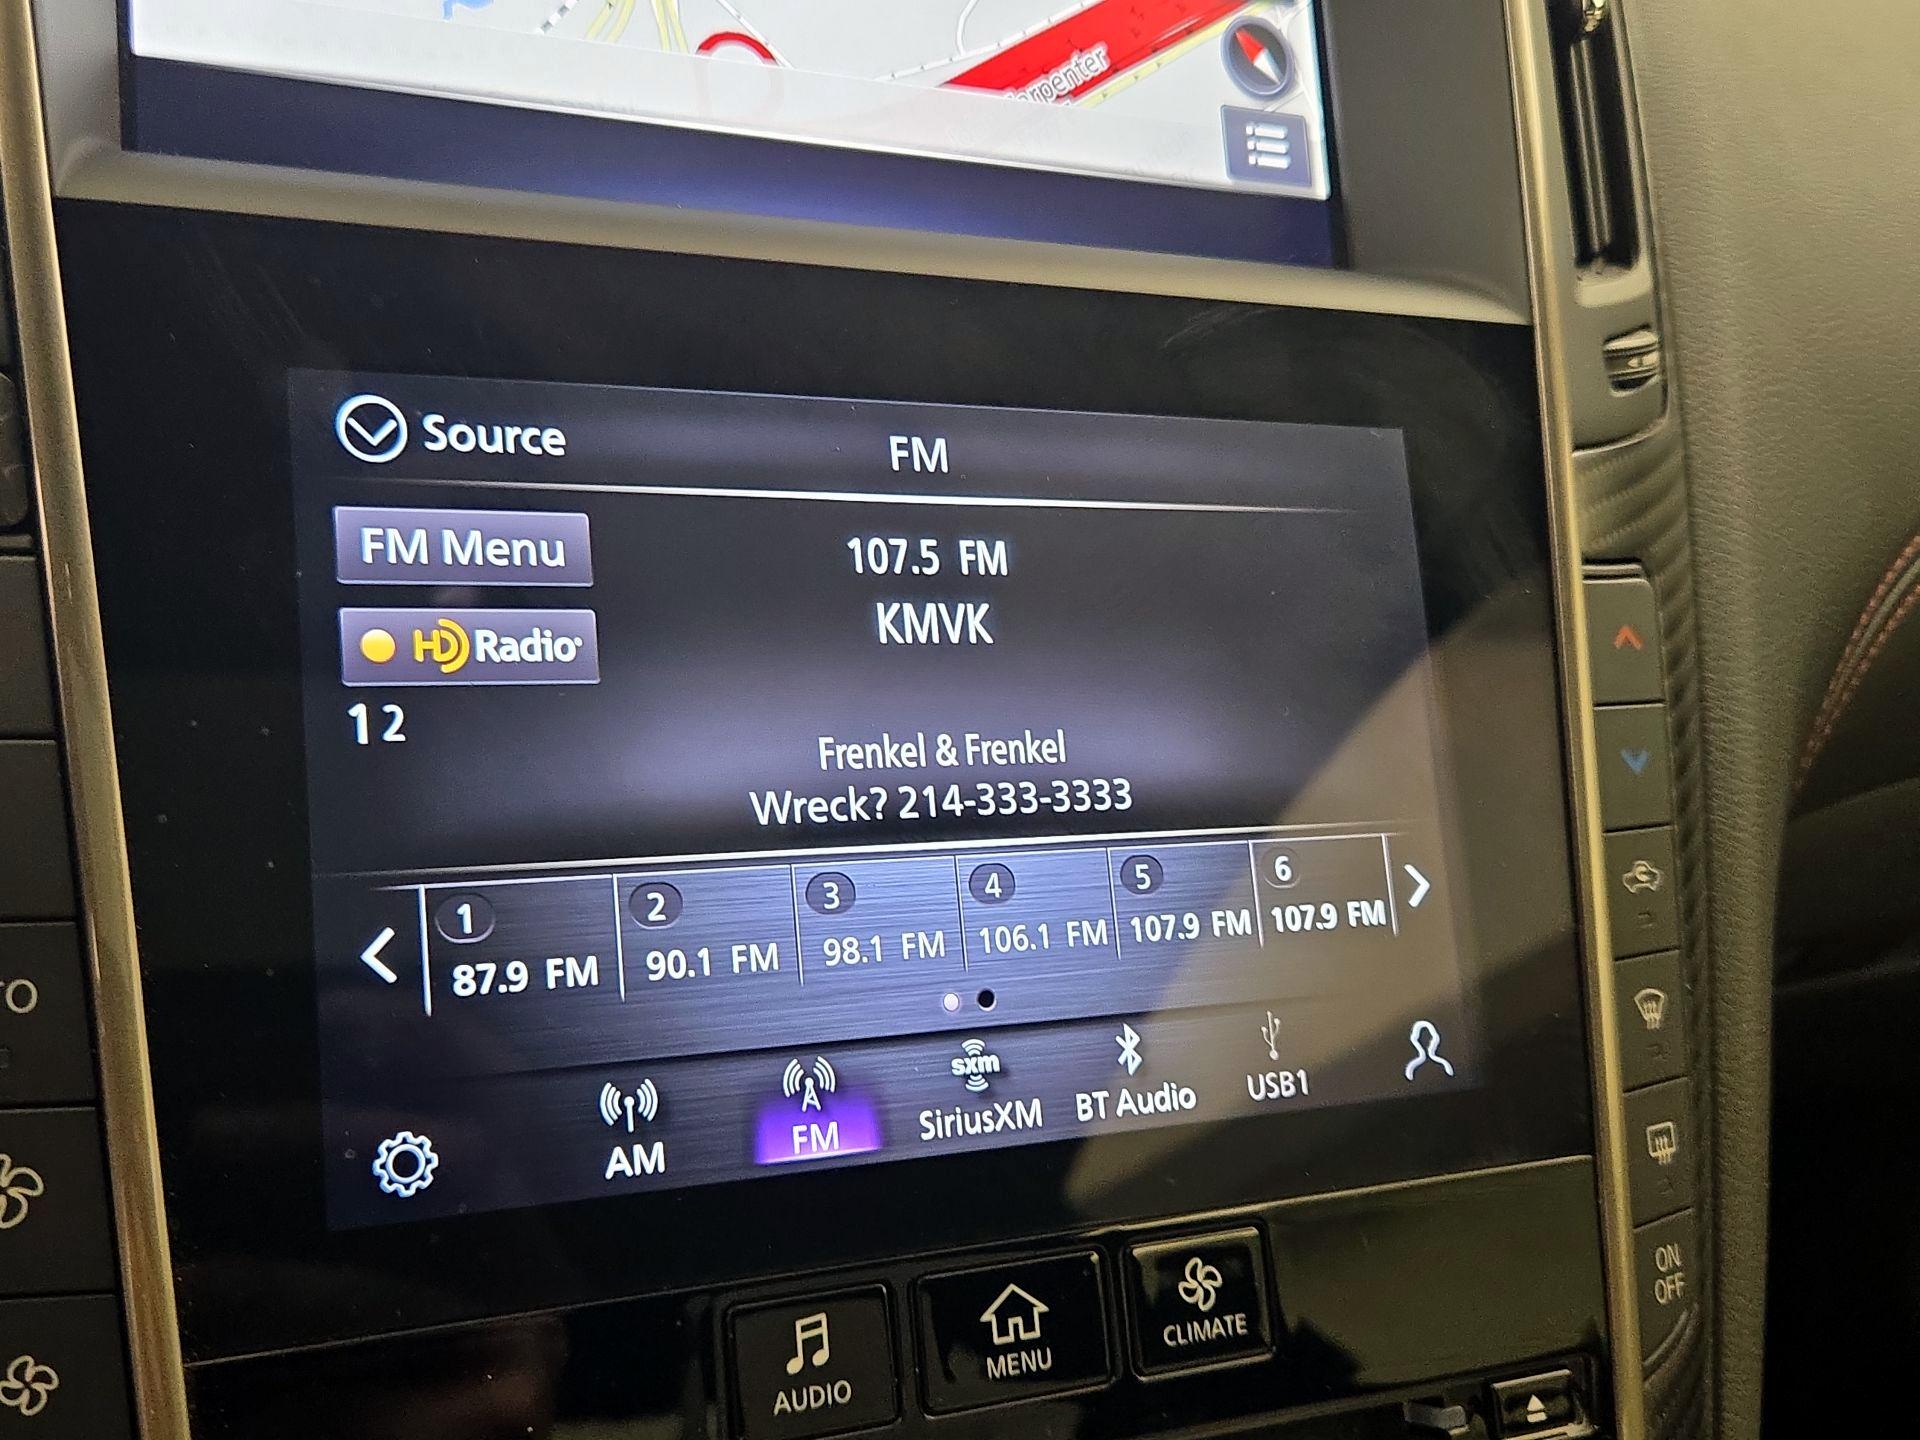 Source
FM
FM Menu
107.5 FM
HD Radio
KMVK
1 2
Frenkel & Frenkel
Wreck? 214-333-3333
1
87.9 FM
2
90.1 FM
3
98.1 FM
4
106.1 FM
5
107.9 FM
6
107.9 FM
AM
FM
sxm
SiriusXM
BT Audio
USB1
AUDIO
MENU
CLIMATE
ON
OFF